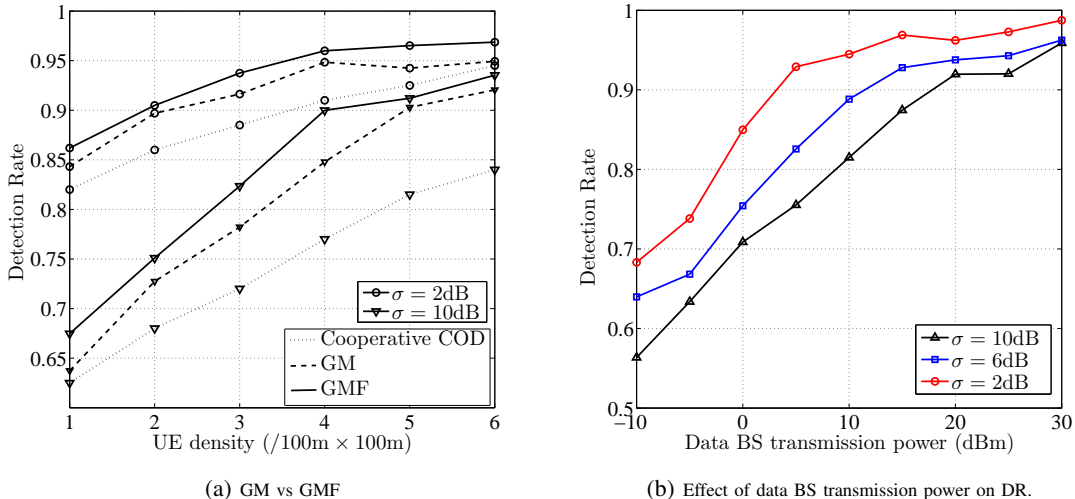 1
0.95
0.9
0.85
0.8
0.75
0.7
0.65
Detection Rate
1 2 3 4 5 6
UE density (/100m × 100m)
σ = 2dB
σ = 10dB
Cooperative COD
GM
GMF
(a) GM vs GMF
1
0.9
0.8
0.7
0.6
0.5
Detection Rate
−10 0 10 20 30
Data BS transmission power (dBm)
σ = 10dB
σ = 6dB
σ = 2dB
(b) Effect of data BS transmission power on DR.